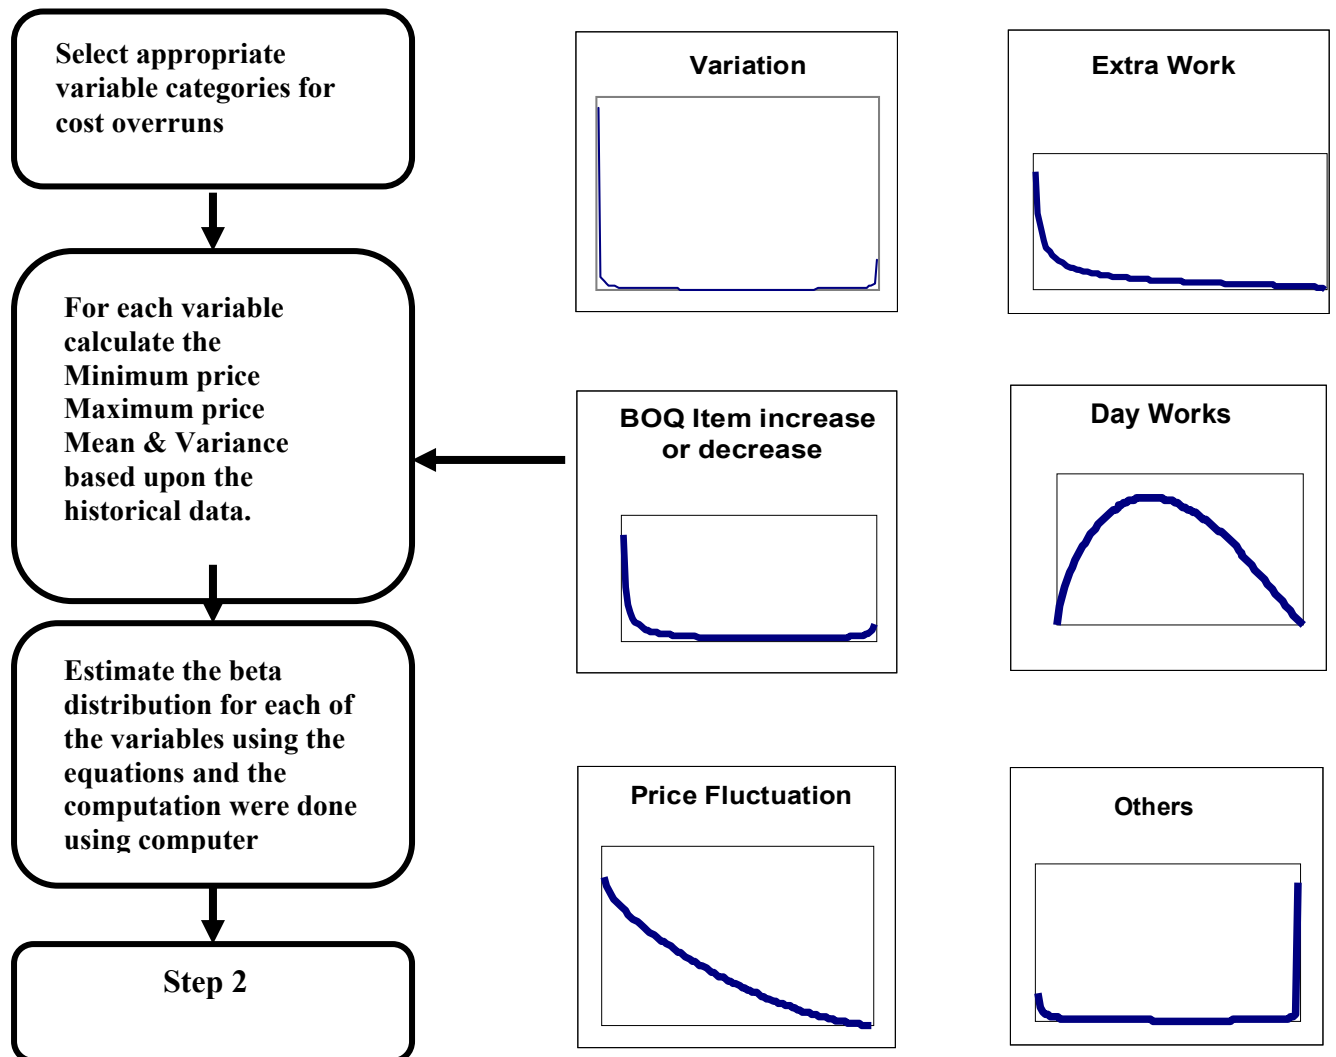 Select appropriate
variable categories for
cost overruns
For each variable
calculate the
Minimum price
Maximum price
Mean & Variance
based upon the
historical data.
Estimate the beta
distribution for each of
the variables using the
equations and the
computation were done
using computer
Step 2
Variation
Extra Work
BOQ Item increase
or decrease
Day Works
Price Fluctuation
Others